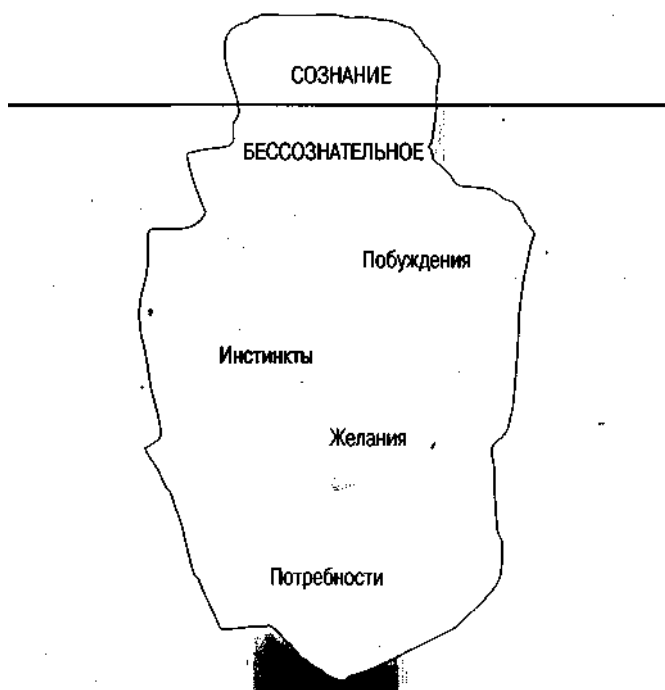 СОЗНАНИЕ
БЕССОЗНАТЕЛЬНОЕ
Побуждения
Инстинкты
Желания
Потребности